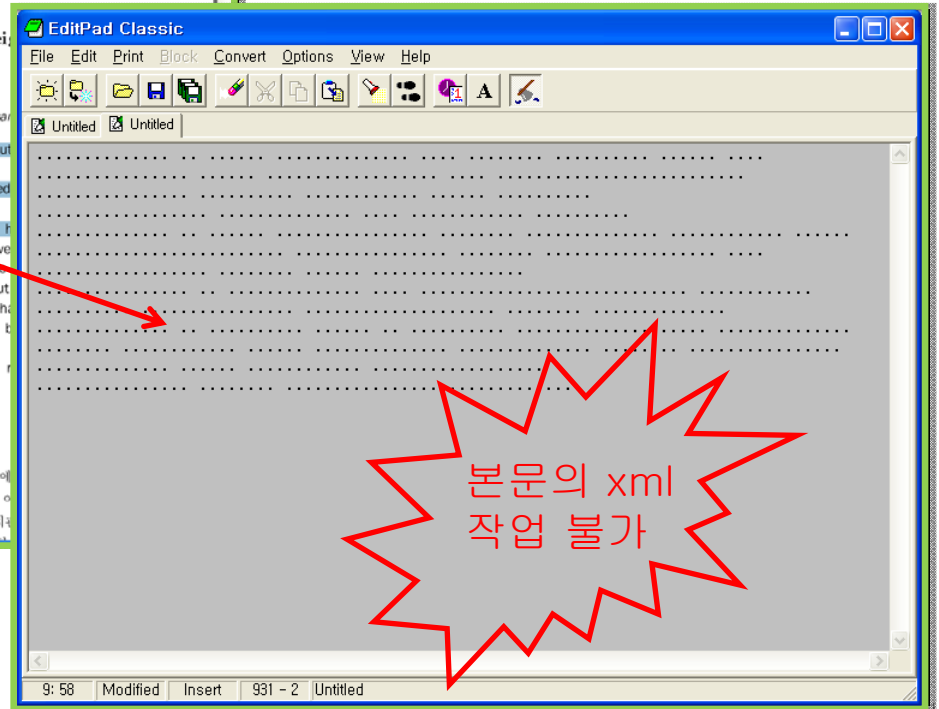 EditPad Classic
File Edit Print Block Convert Options View Help
Untitled Untitled
본문의 xml
작업 불가
9: 58 Modified Insert 931 - 2 Untitled